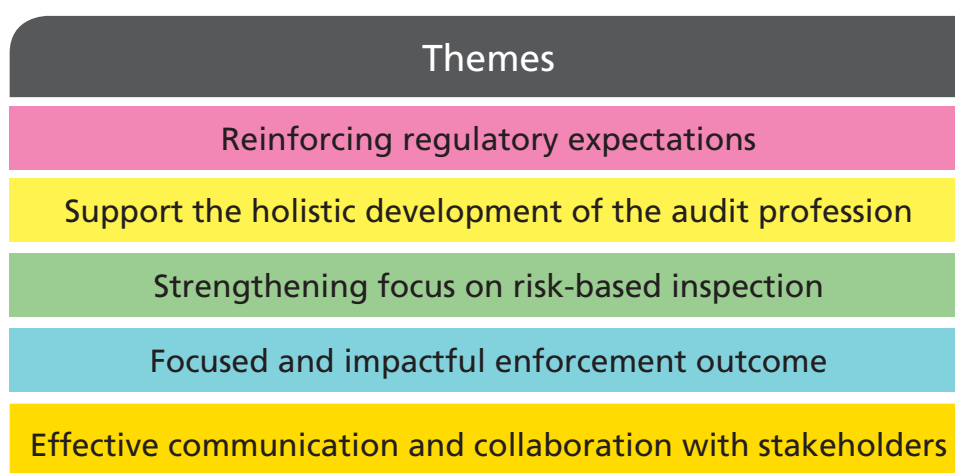 Themes
Reinforcing regulatory expectations
Support the holistic development of the audit profession
Strengthening focus on risk-based inspection
Focused and impactful enforcement outcome
Effective communication and collaboration with stakeholders